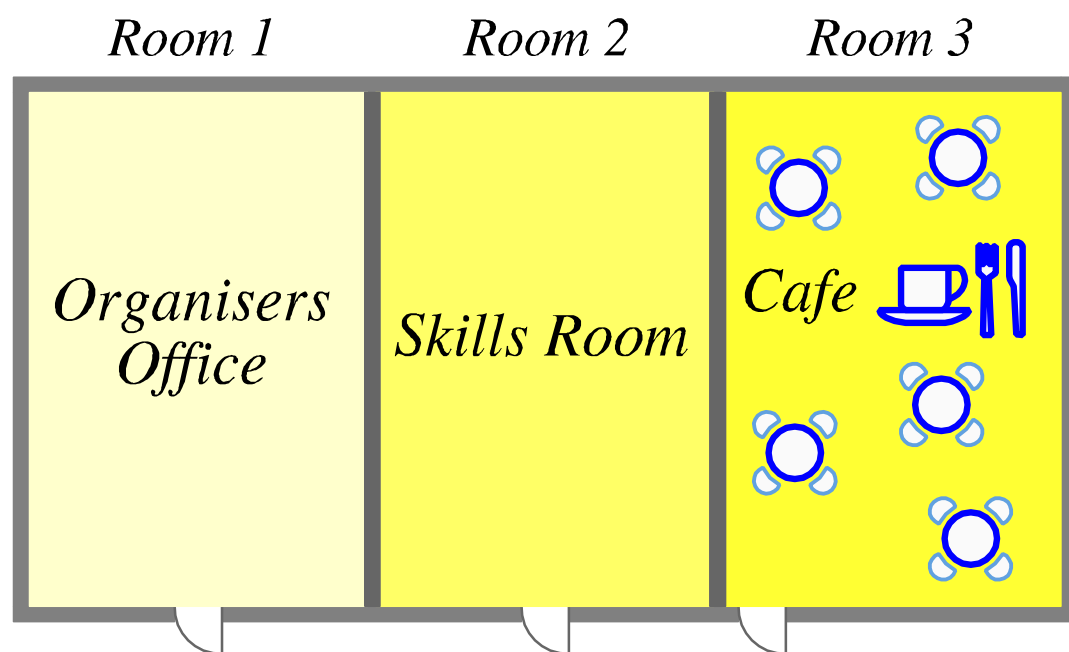 Room 1
Room 2
Room 3
Organisers
Office
Skills Room
Cafe